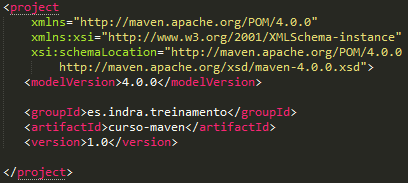 <project
xmlns="http://maven.apache.org/POM/4.0.0"
xmlns:xsi="http://www.w3.org/2001/XMLSchema-instance"
xsi:schemaLocation="http://maven.apache.org/POM/4.0.0
http://maven.apache.org/xsd/maven-4.0.0.xsd">
<modelVersion>4.0.0</modelVersion>
<groupId>es.indra.treinamento</groupId>
<artifactId>curso-maven</artifactId>
<version>1.0</version>
</project>